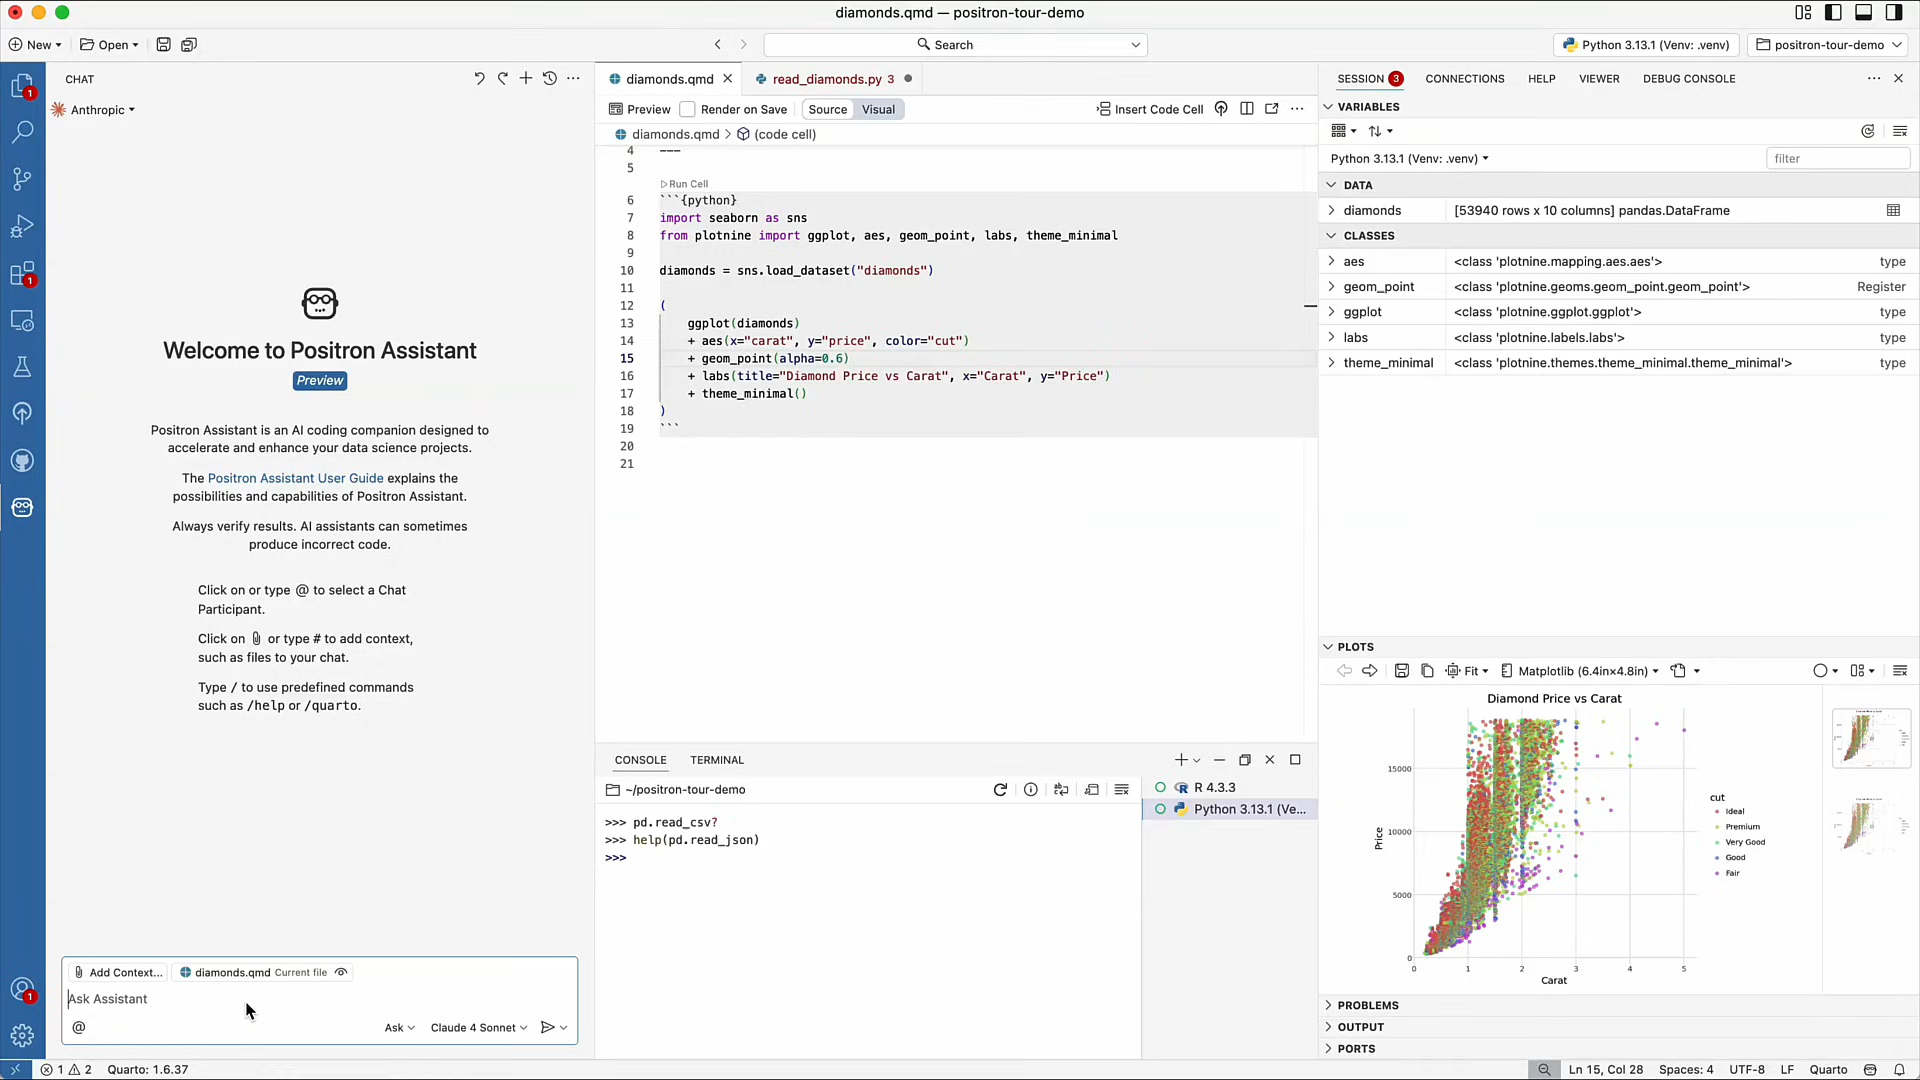 diamonds.qmd — positron-tour-demo
New
Open
Search
Python 3.13.1 (Venv: .venv)
positron-tour-demo
1
1
1
CHAT
Anthropic
Welcome to Positron Assistant
Preview
Positron Assistant is an AI coding companion designed to
accelerate and enhance your data science projects.
The Positron Assistant User Guide explains the
possibilities and capabilities of Positron Assistant.
Always verify results. AI assistants can sometimes
produce incorrect code.
Click on or type @ to select a Chat
Participant.
Click on or type # to add context,
such as files to your chat.
Type / to use predefined commands
such as /help or /quarto.
Add Context...
diamonds.qmd Current file
Ask Assistant
@
Ask
Claude 4 Sonnet
diamonds.qmd
read_diamonds.py 3
Preview
Render on Save
Source
Visual
Insert Code Cell
diamonds.qmd > (code cell)
4 ---
5
Run Cell
6 ```{python}
7 import seaborn as sns
8 from plotnine import ggplot, aes, geom_point, labs, theme_minimal
9
10 diamonds = sns.load_dataset("diamonds")
11
12 (
13 ggplot(diamonds)
14 + aes(x="carat", y="price", color="cut")
15 + geom_point(alpha=0.6)
16 + labs(title="Diamond Price vs Carat", x="Carat", y="Price")
17 + theme_minimal()
18 )
19 ```
20
21
CONSOLE
TERMINAL
~/positron-tour-demo
>>> pd.read_csv?
>>> help(pd.read_json)
>>>
R 4.3.3
Python 3.13.1 (Ve...
SESSION 3
CONNECTIONS
HELP
VIEWER
DEBUG CONSOLE
VARIABLES
Python 3.13.1 (Venv: .venv)
filter
DATA
diamonds [53940 rows x 10 columns] pandas.DataFrame
CLASSES
aes <class 'plotnine.mapping.aes.aes'> type
geom_point <class 'plotnine.geoms.geom_point.geom_point'> Register
ggplot <class 'plotnine.ggplot.ggplot'> type
labs <class 'plotnine.labels.labs'> type
theme_minimal <class 'plotnine.themes.theme_minimal.theme_minimal'> type
PLOTS
Fit
Matplotlib (6.4in×4.8in)
Diamond Price vs Carat
15000
10000
5000
0
Price
0 1 2 3 4 5
Carat
cut
Ideal
Premium
Very Good
Good
Fair
PROBLEMS
OUTPUT
PORTS
1 2
Quarto: 1.6.37
Ln 15, Col 28
Spaces: 4
UTF-8
LF
Quarto